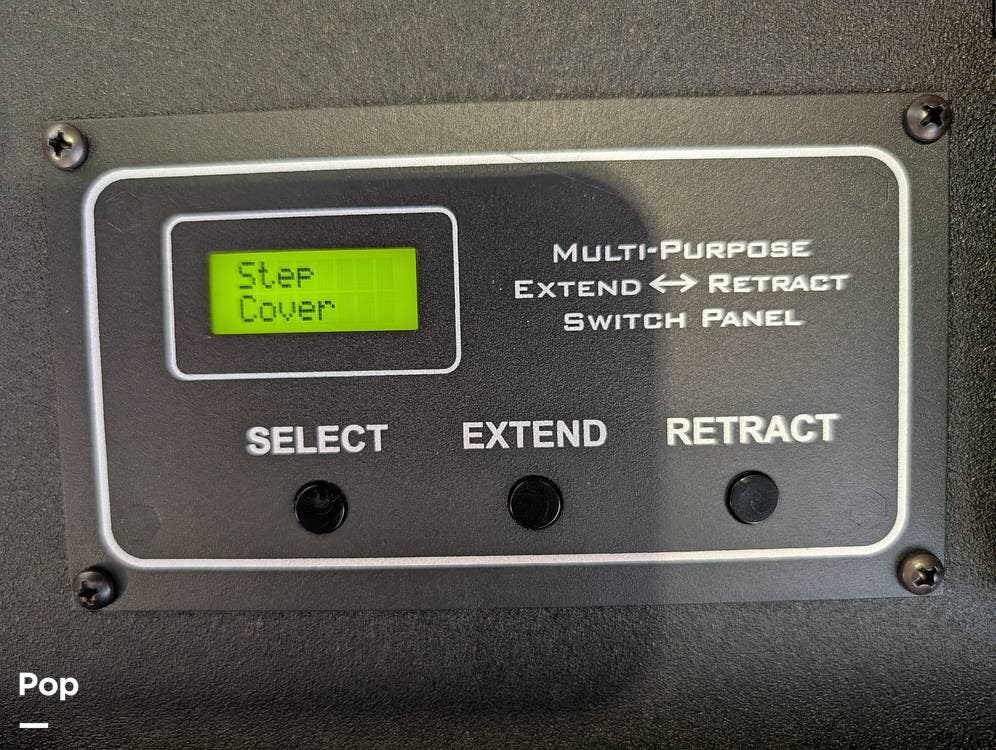 Step
Cover
MULTI-PURPOSE
EXTEND ↔ RETRACT
SWITCH PANEL
SELECT
EXTEND
RETRACT
Pop